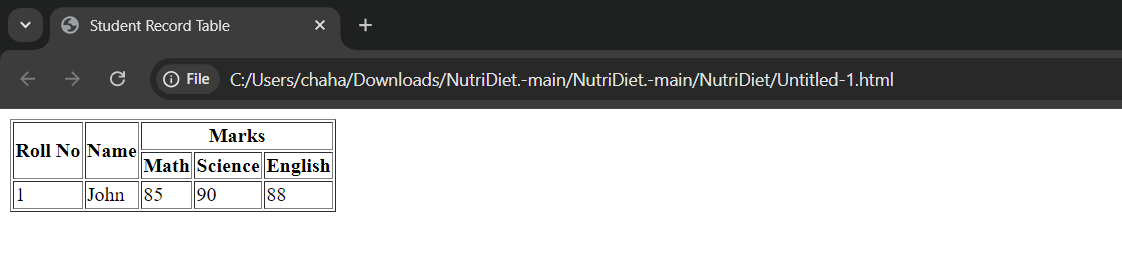 Student Record Table
File C:/Users/chaha/Downloads/NutriDiet.-main/NutriDiet.-main/NutriDiet/Untitled-1.html
Roll No Name Marks
Math Science English
1 John 85 90 88